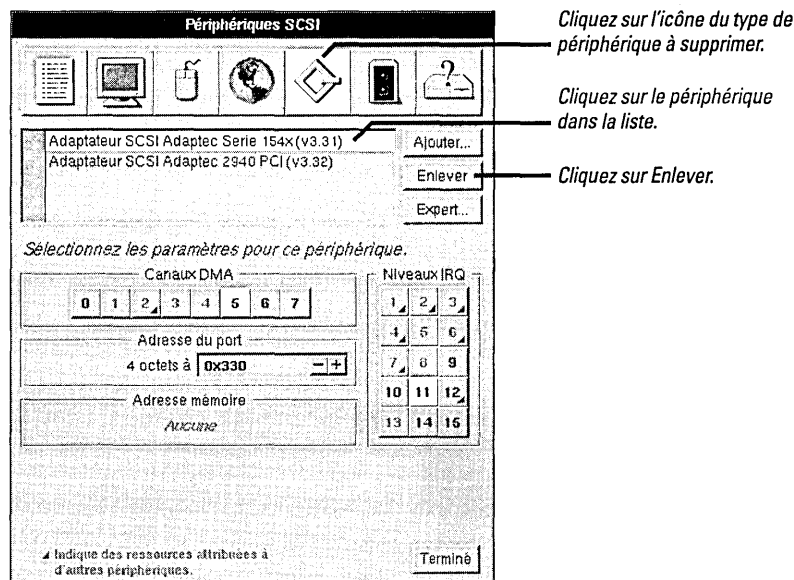 Périphériques SCSI
Cliquez sur l'icône du type de
périphérique à supprimer.
?
Cliquez sur le périphérique
dans la liste.
Adaptateur SCSI Adaptec Serie 154x (v3.31)
Adaptateur SCSI Adaptec 2940 PCI (v3.32)
Ajouter...
Enlever
Cliquez sur Enlever.
Expert...
Sélectionnez les paramètres pour ce périphérique.
Canaux DMA
0 1 2 3 4 5 6 7
Niveaux IRQ
1 2 3
4 5 6
7 8 9
10 11 12
13 14 15
Adresse du port
4 octets à 0x330 − +
Adresse mémoire
Aucune
Indique des ressources attribuées à
d'autres périphériques.
Terminé